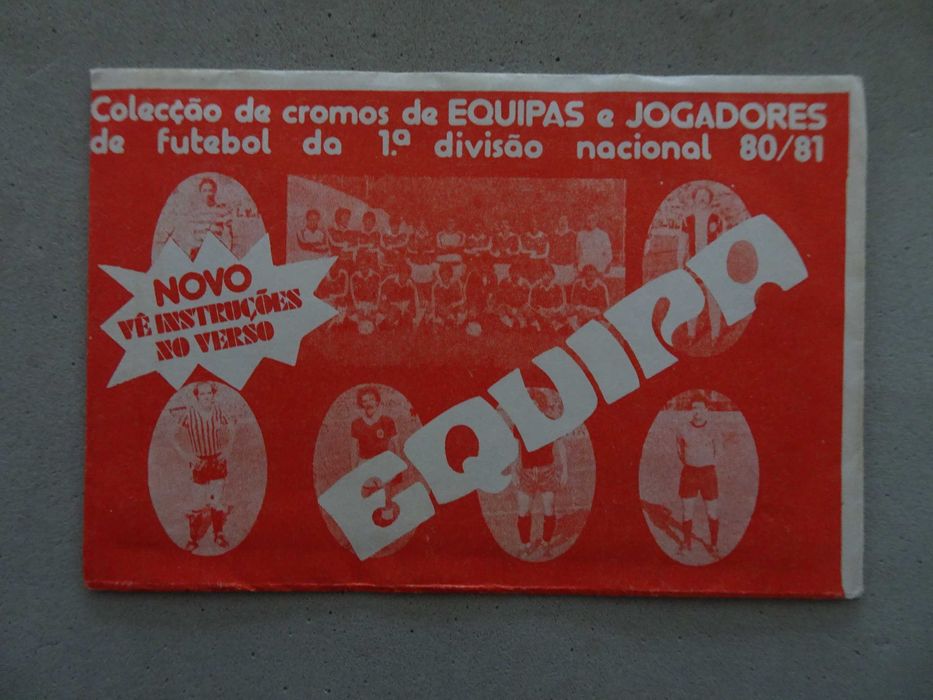 Colecção de cromos de EQUIPAS e JOGADORES
de futebol da 1.ª divisão nacional 80/81
NOVO
VÊ INSTRUÇÕES
NO VERSO
EQUIPA